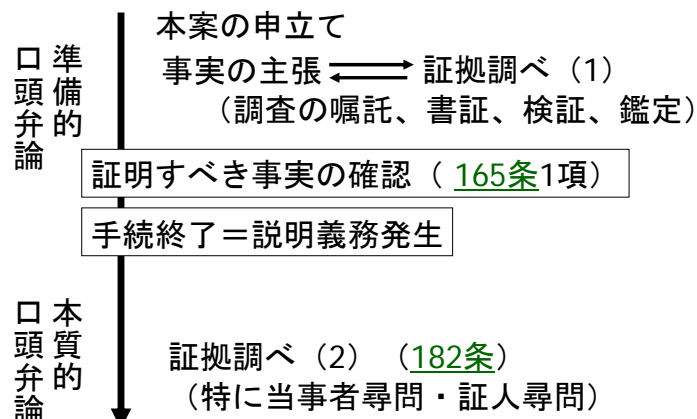 準備的
口頭弁論
本案の申立て
事実の主張 証拠調べ（1）
（調査の嘱託、書証、検証、鑑定）
証明すべき事実の確認（ 165条1項）
手続終了＝説明義務発生
本質的
口頭弁論
証拠調べ（2）（182条）
（特に当事者尋問・証人尋問）